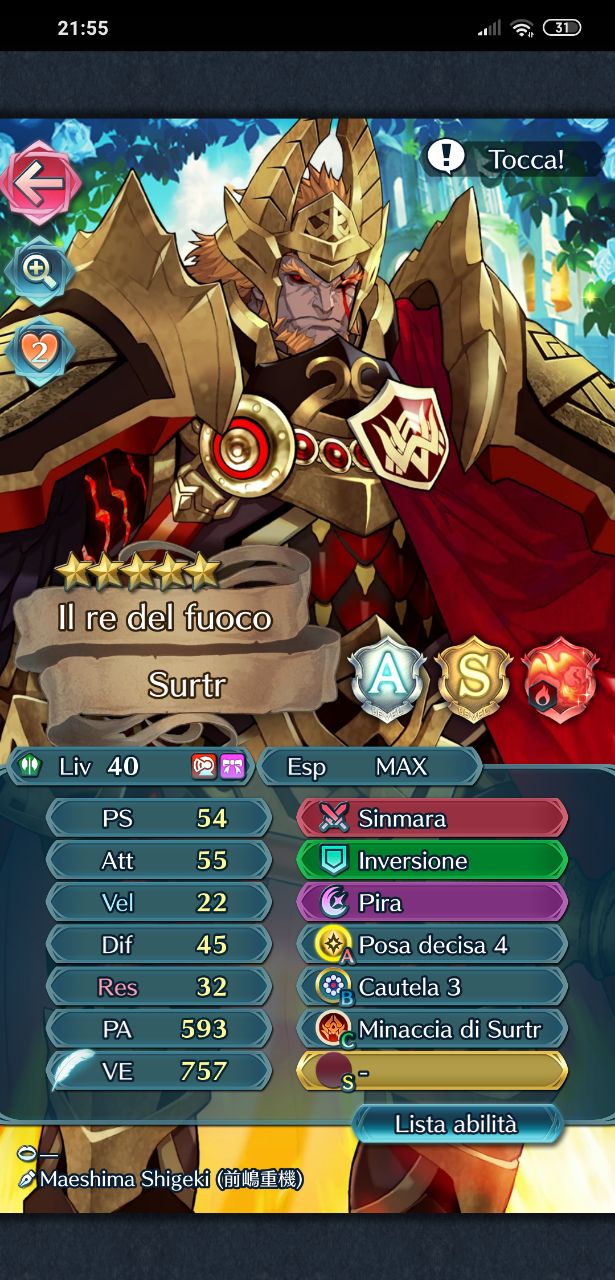 21:55
31
Tocca!
2
Il re del fuoco
Surtr
A
S
Liv 40
Esp MAX
PS 54
Sinmara
Att 55
Inversione
Vel 22
Pira
Dif 45
A
Posa decisa 4
Res 32
B
Cautela 3
PA 593
C
Minaccia di Surtr
VE 757
S
-
Lista abilità
—
Maeshima Shigeki (前嶋重機)